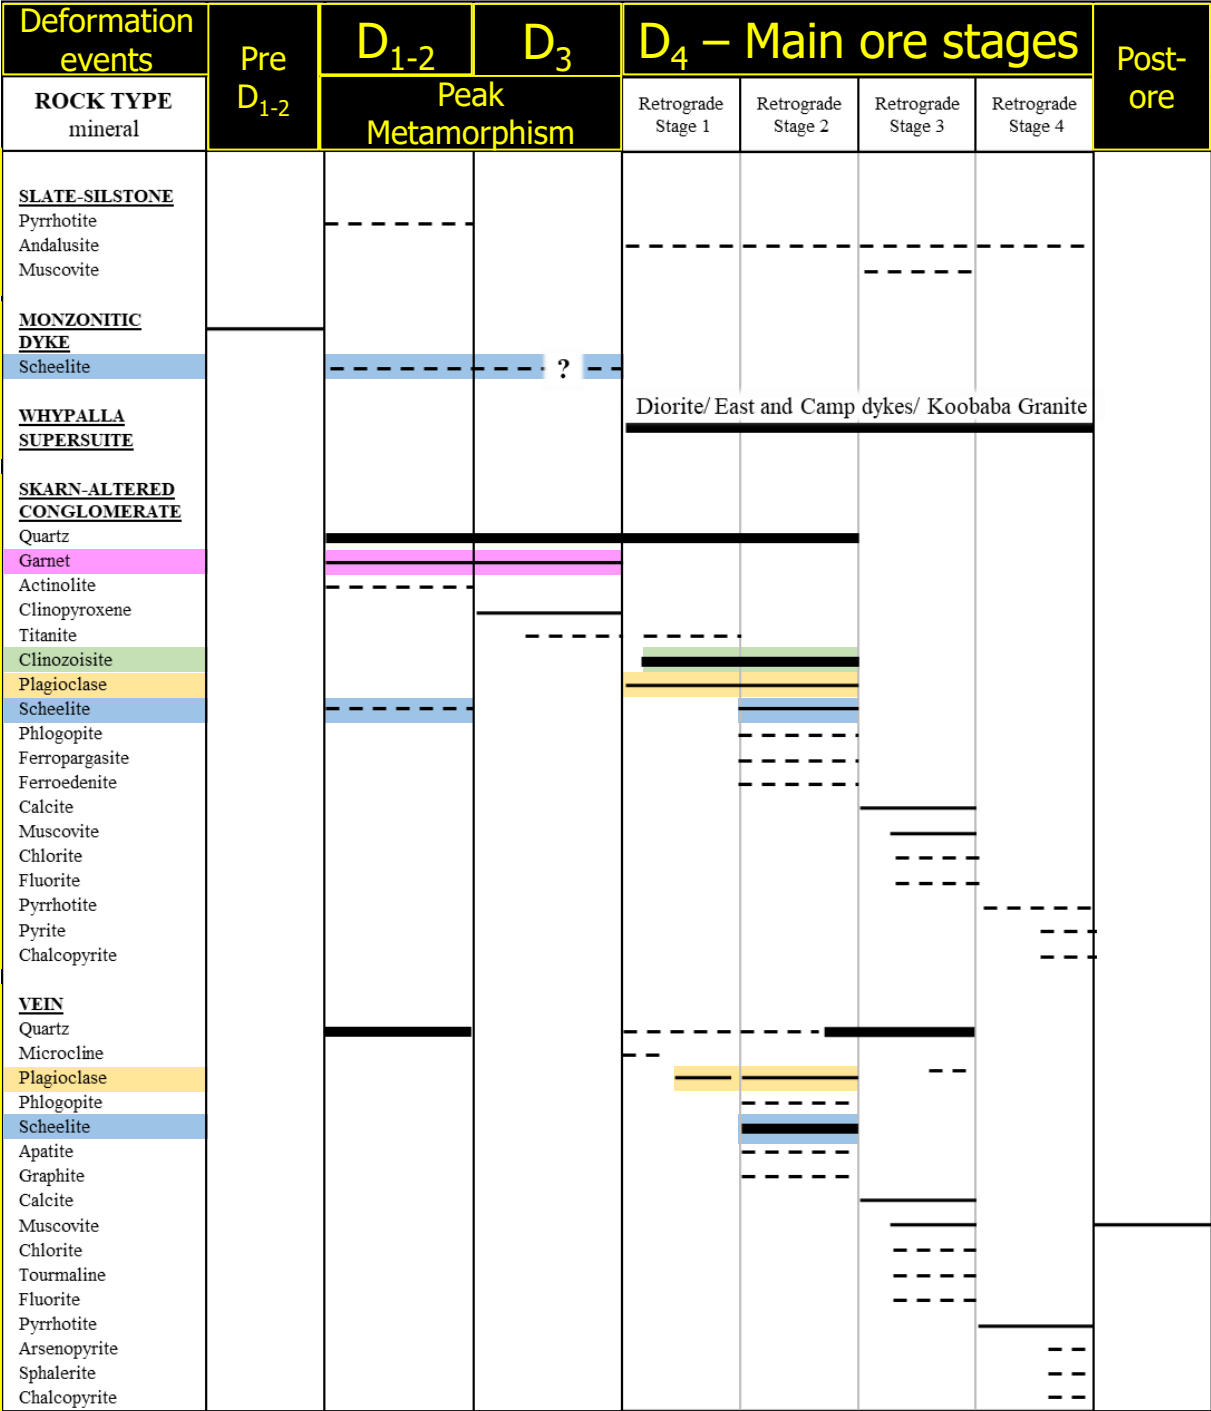 Deformation
events
Pre
D1-2
D1-2
D3
D4 – Main ore stages
Post-
ore
ROCK TYPE
mineral
Peak
Metamorphism
Retrograde
Stage 1
Retrograde
Stage 2
Retrograde
Stage 3
Retrograde
Stage 4
SLATE-SILSTONE
Pyrrhotite
Andalusite
Muscovite
MONZONITIC
DYKE
Scheelite
?
WHYPALLA
SUPERSUITE
Diorite/ East and Camp dykes/ Koobaba Granite
SKARN-ALTERED
CONGLOMERATE
Quartz
Garnet
Actinolite
Clinopyroxene
Titanite
Clinozoisite
Plagioclase
Scheelite
Phlogopite
Ferropargasite
Ferroedenite
Calcite
Muscovite
Chlorite
Fluorite
Pyrrhotite
Pyrite
Chalcopyrite
VEIN
Quartz
Microcline
Plagioclase
Phlogopite
Scheelite
Apatite
Graphite
Calcite
Muscovite
Chlorite
Tourmaline
Fluorite
Pyrrhotite
Arsenopyrite
Sphalerite
Chalcopyrite